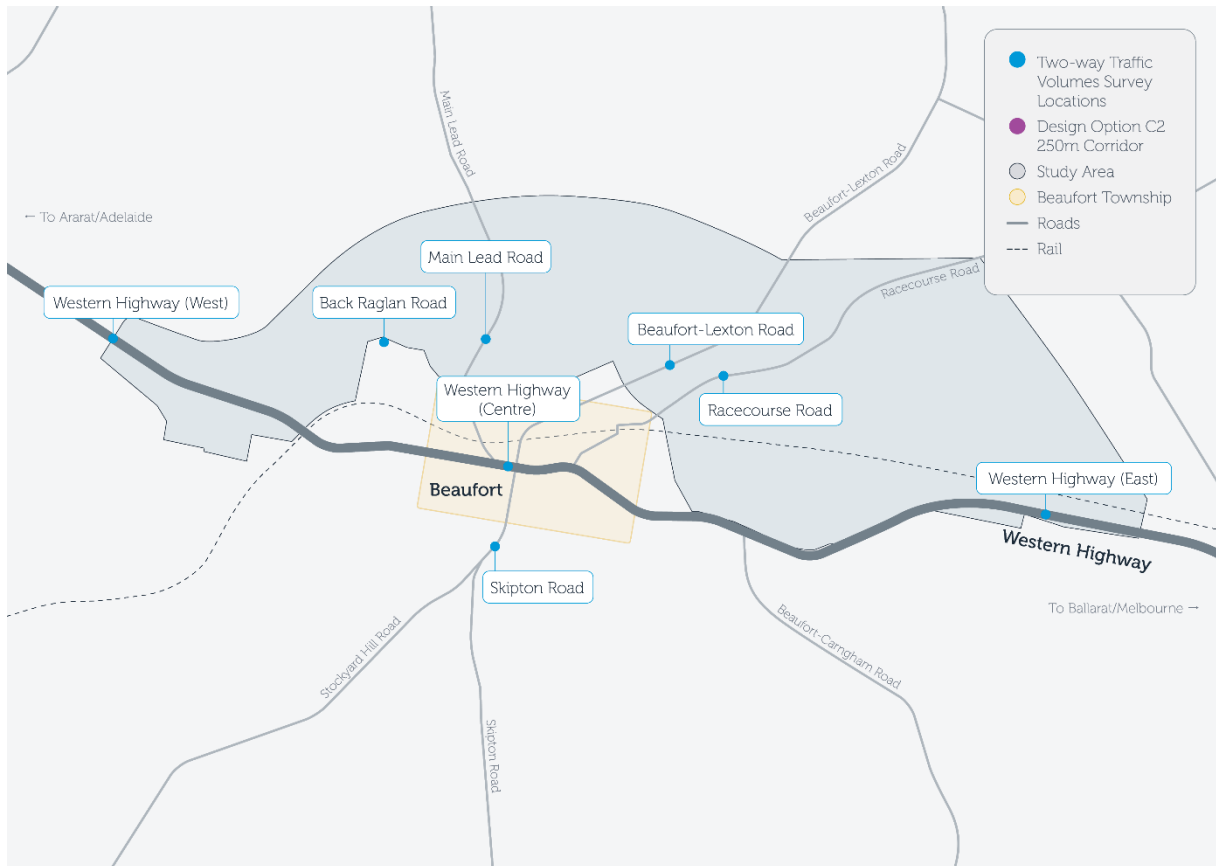 Two-way Traffic
Volumes Survey
Locations
Design Option C2
250m Corridor
Study Area
Beaufort Township
Roads
Rail
Main Lead Road
Beaufort-Lexton Road
← To Ararat/Adelaide
Main Lead Road
Racecourse Road
Western Highway (West)
Back Raglan Road
Beaufort-Lexton Road
Western Highway
(Centre)
Racecourse Road
Beaufort
Western Highway (East)
Western Highway
Skipton Road
To Ballarat/Melbourne →
Stockyard Hill Road
Beaufort-Carngham Road
Skipton Road